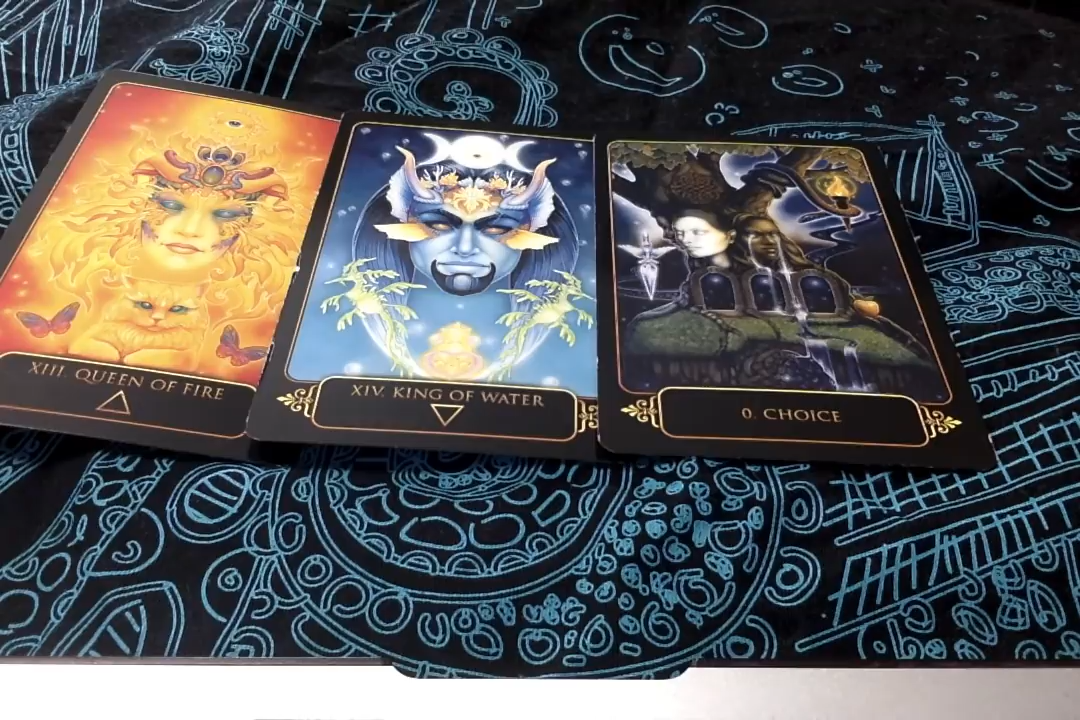 XIII. QUEEN OF FIRE
XIV. KING OF WATER
0. CHOICE